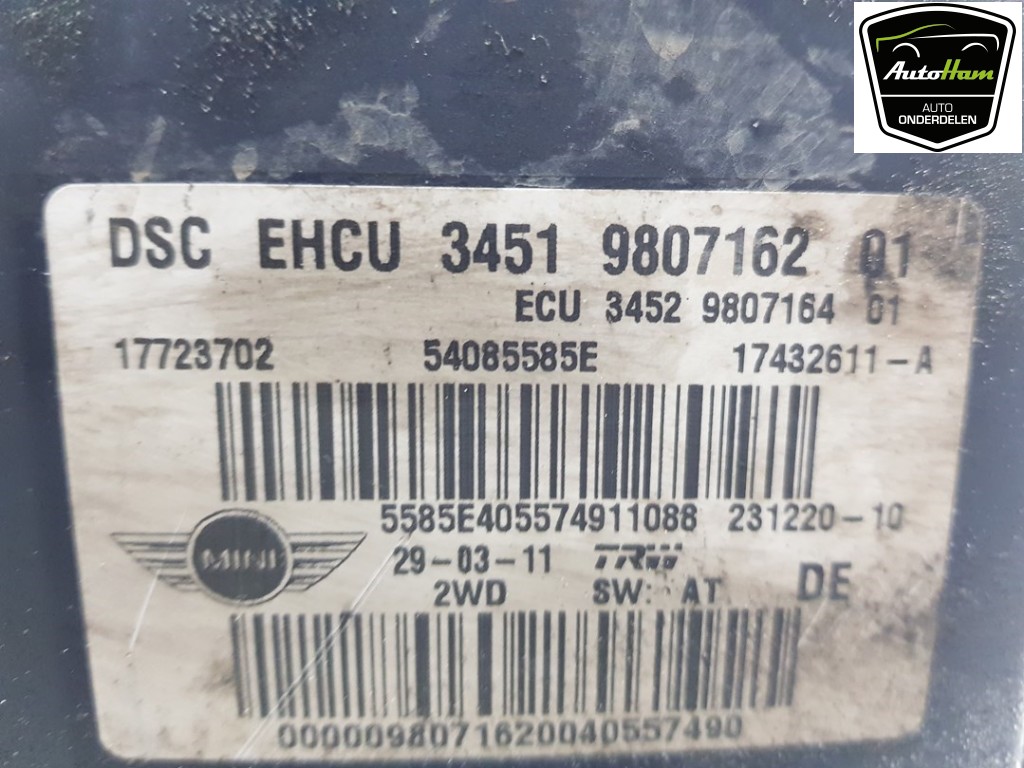 AutoHam
AUTO
ONDERDELEN
DSC EHCU 3451 9807162 01
ECU 3452 9807164 01
17723702 54085585E 17432611-A
5585E405574911088 231220-10
MINI 29-03-11 TRW
2WD SW: AT DE
0000098071620040557490